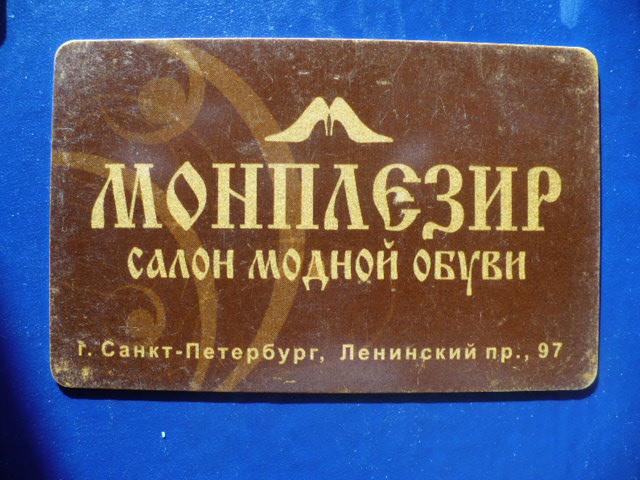 МОНПЛЕЗИР
САЛОН МОДНОЙ ОБУВИ
г. Санкт-Петербург, Ленинский пр., 97